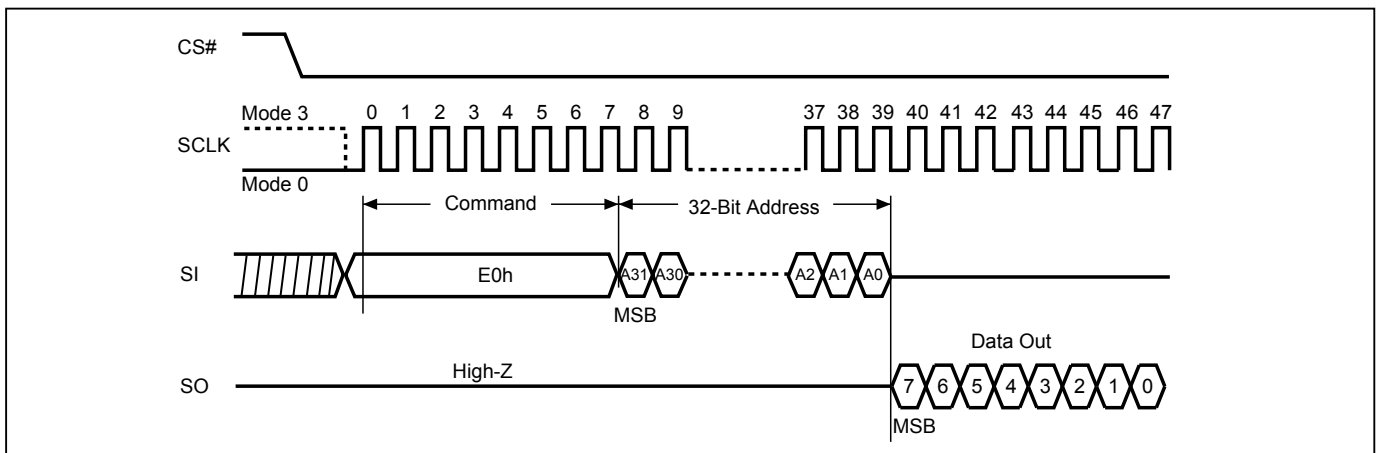 CS#
Mode 3 0 1 2 3 4 5 6 7 8 9 37 38 39 40 41 42 43 44 45 46 47
SCLK
Mode 0
Command 32-Bit Address
SI E0h A31 A30 A2 A1 A0
MSB
Data Out
High-Z
SO 7 6 5 4 3 2 1 0
MSB